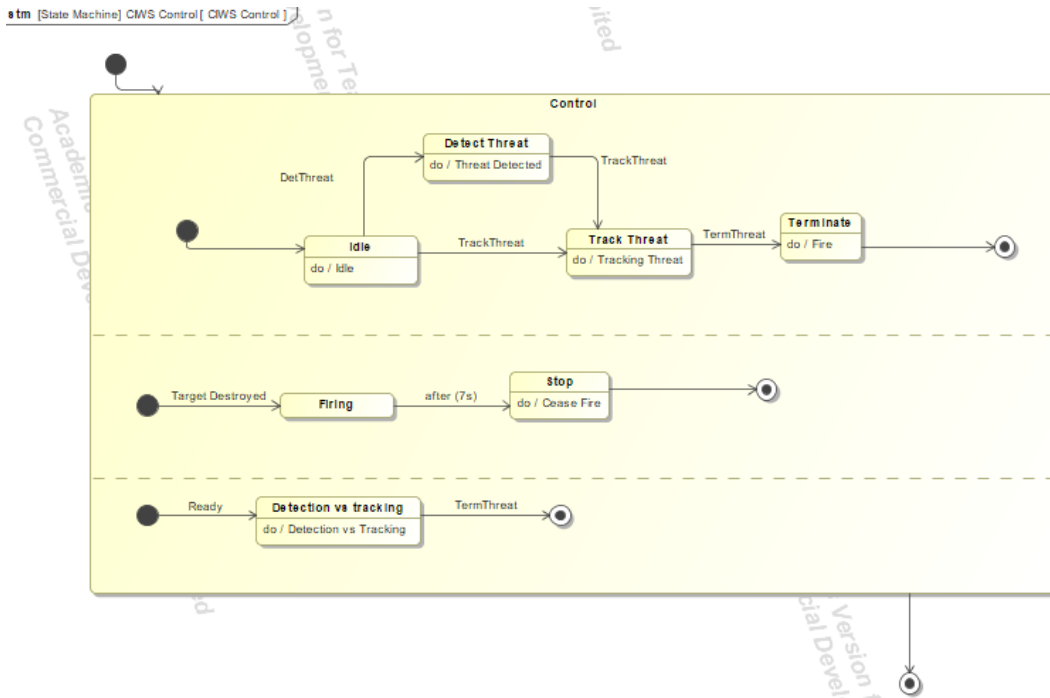 stm [State Machine] CIWS Control [ CIWS Control ]
Control
Detect Threat
do / Threat Detected
TrackThreat
DetThreat
Terminate
do / Fire
TermThreat
Track Threat
do / Tracking Threat
TrackThreat
Idle
do / Idle
Stop
do / Cease Fire
Target Destroyed
Firing
after (7s)
Ready
Detection vs tracking
do / Detection vs Tracking
TermThreat